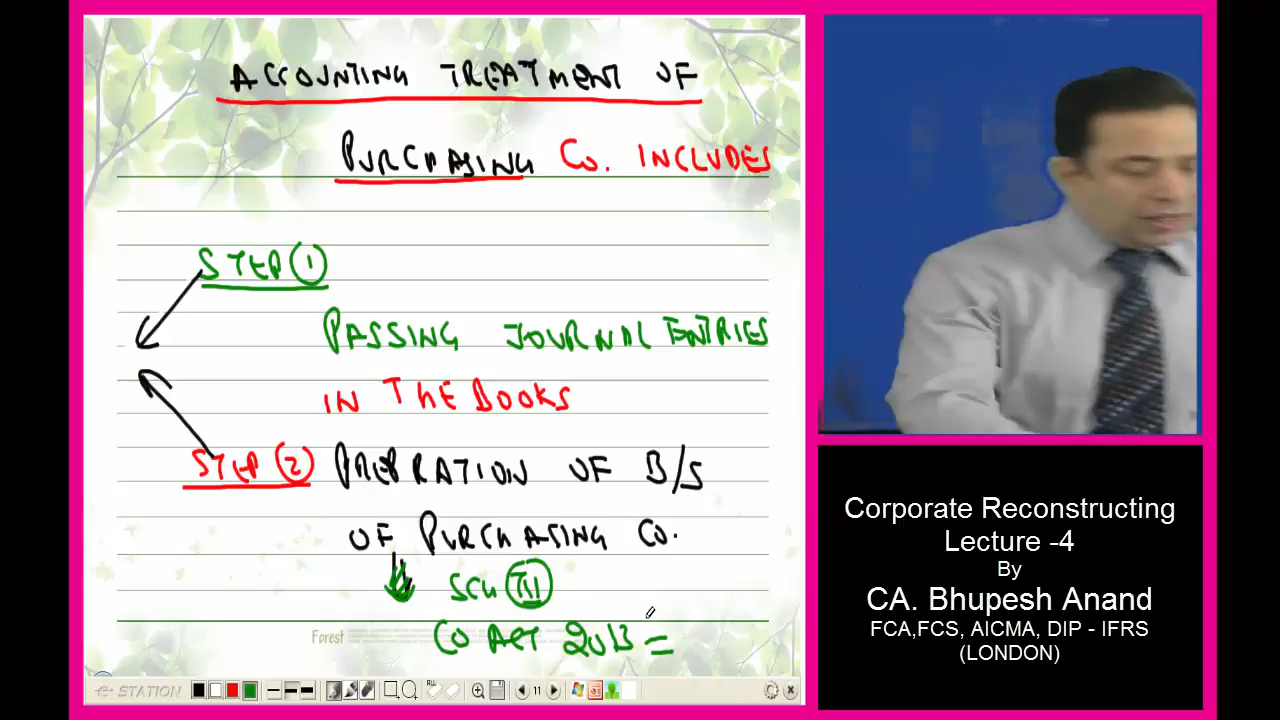 ACCOUNTING TREATMENT OF
PURCHASING CO. INCLUDES
STEP (1)
PASSING JOURNAL ENTRIES
IN THE BOOKS
STEP (2) PREPRATION OF B/S
OF PURCHASING CO.
SCH (III)
Forest
CO ACT 2013 =
e-STATION
11
Corporate Reconstructing
Lecture -4
By
CA. Bhupesh Anand
FCA,FCS, AICMA, DIP - IFRS
(LONDON)